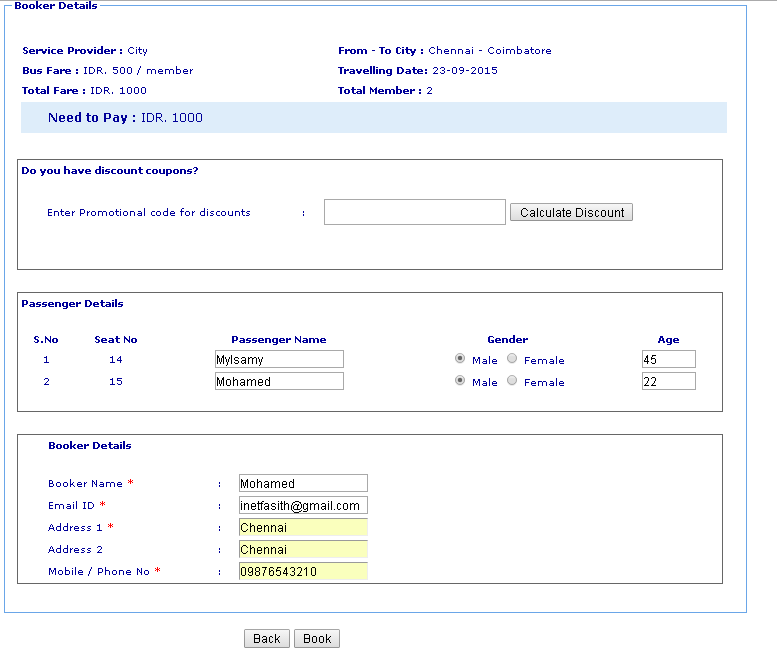 Booker Details
Service Provider : City From - To City : Chennai - Coimbatore
Bus Fare : IDR. 500 / member Travelling Date: 23-09-2015
Total Fare : IDR. 1000 Total Member : 2
Need to Pay : IDR. 1000
Do you have discount coupons?
Enter Promotional code for discounts : Calculate Discount
Passenger Details
S.No Seat No Passenger Name Gender Age
1 14 Mylsamy Male Female 45
2 15 Mohamed Male Female 22
Booker Details
Booker Name * : Mohamed
Email ID * : inetfasith@gmail.com
Address 1 * : Chennai
Address 2 : Chennai
Mobile / Phone No * : 09876543210
Back Book